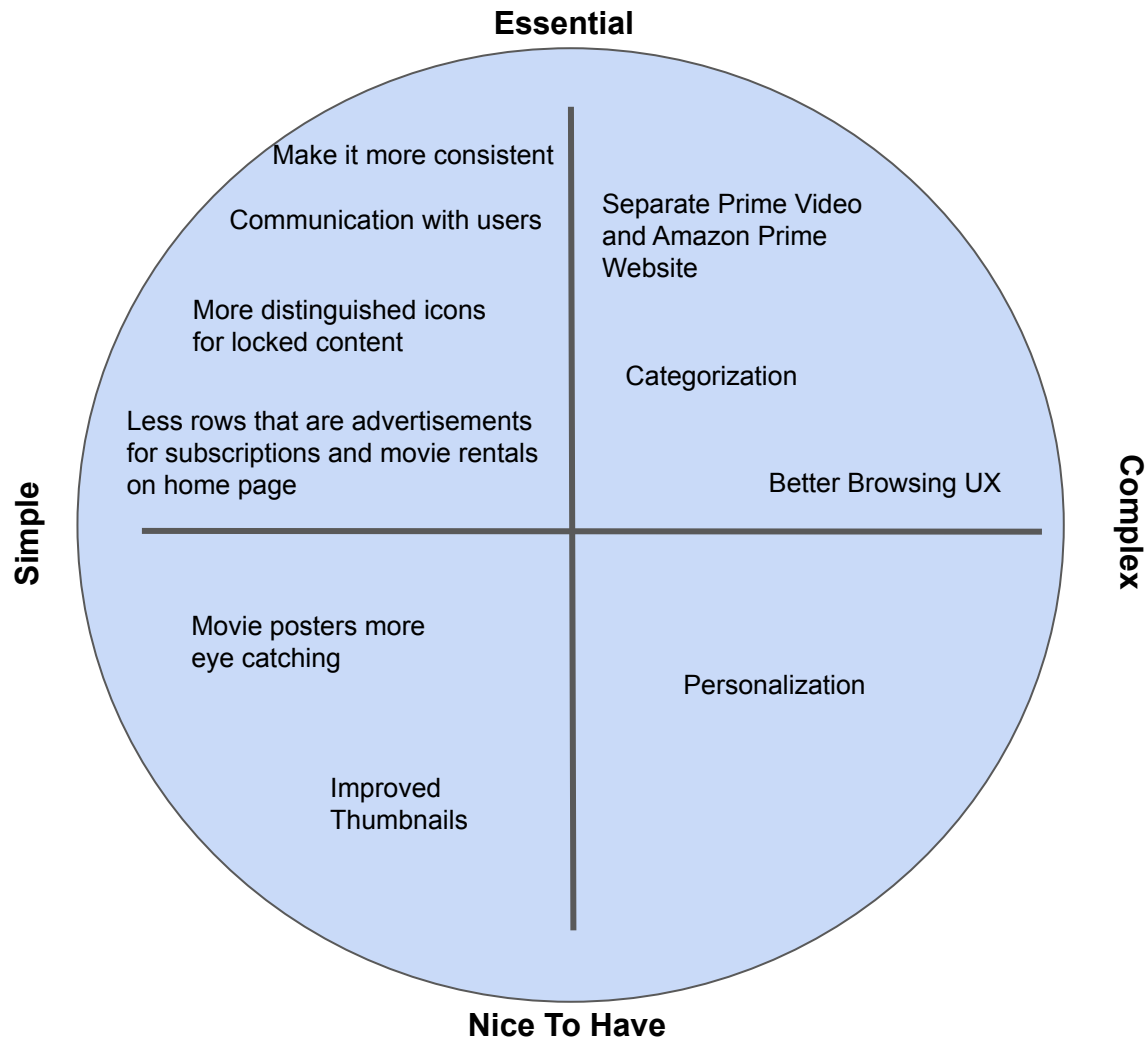 Essential
Make it more consistent
Communication with users
More distinguished icons
for locked content
Less rows that are advertisements
for subscriptions and movie rentals
on home page
Separate Prime Video
and Amazon Prime
Website
Categorization
Better Browsing UX
Simple
Complex
Movie posters more
eye catching
Improved
Thumbnails
Personalization
Nice To Have